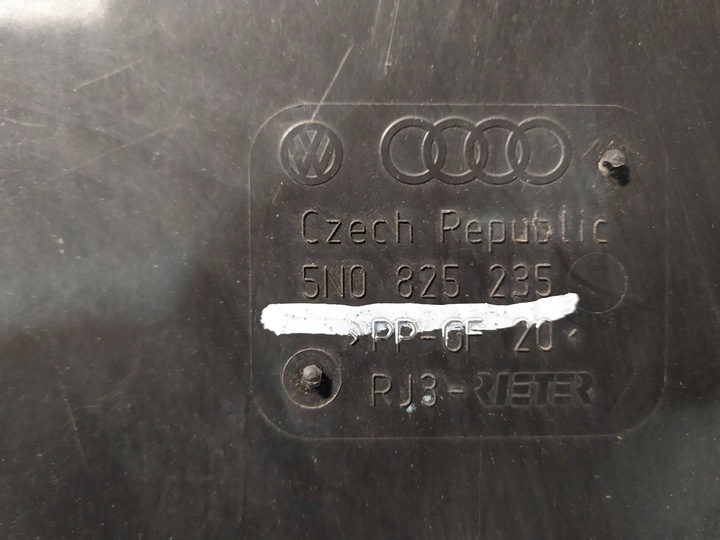 Czech Republic
5N0 825 235
>PP-GF 20<
RJ3-RIETER